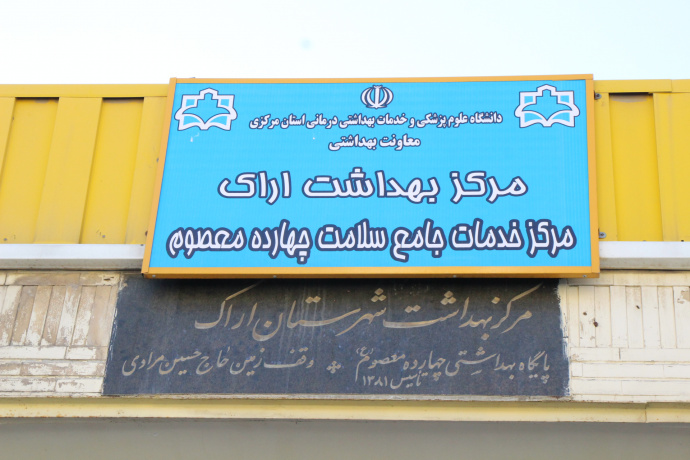 دانشگاه علوم پزشکی و خدمات بهداشتی درمانی استان مرکزی
معاونت بهداشتی
مرکز بهداشت اراک
مرکز خدمات جامع سلامت چهارده معصوم
مرکز بهداشت شهرستان اراک
پایگاه بهداشتی چهارده معصوم (ع) * وقف زمین حاج حسین مرادی
تاسیس ۱۳۸۱